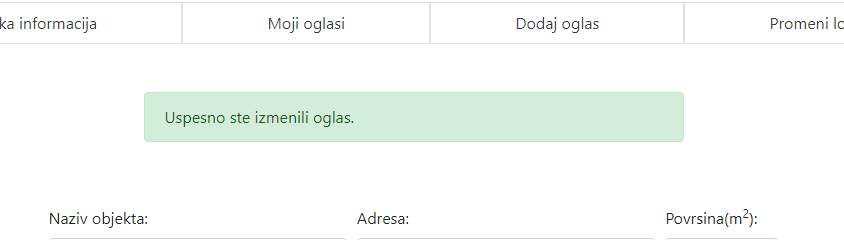 ka informacija Moji oglasi Dodaj oglas Promeni lo
Uspesno ste izmenili oglas.
Naziv objekta: Adresa: Povrsina(m²):